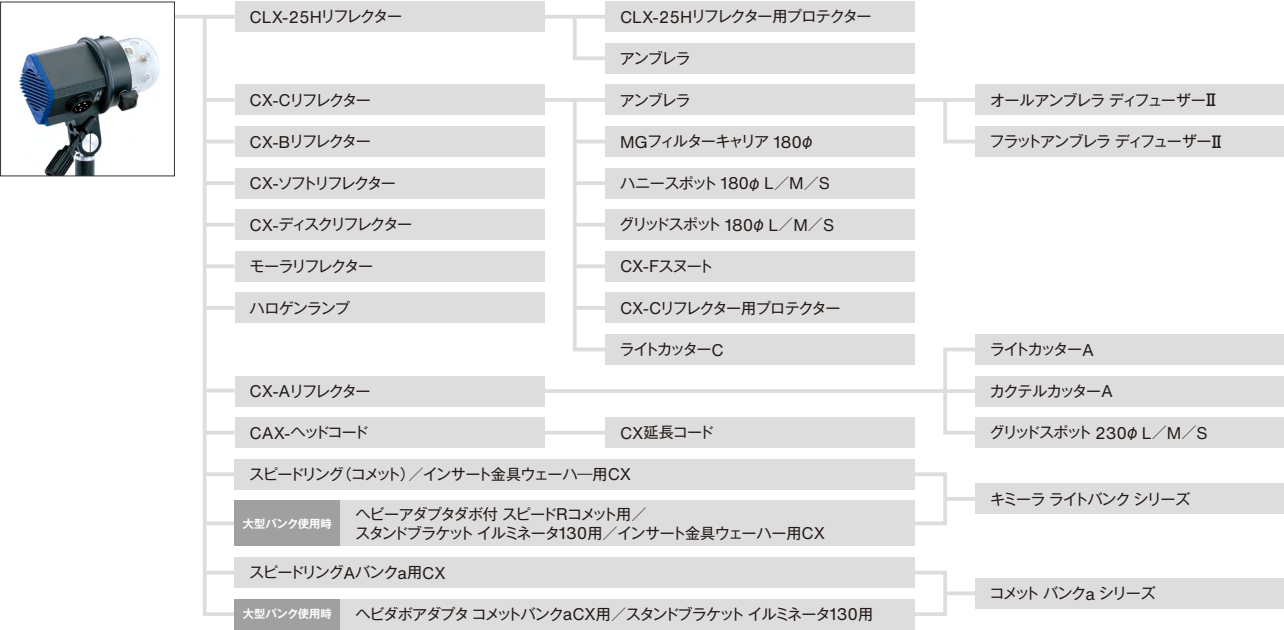 CLX-25Hリフレクター
CLX-25Hリフレクター用プロテクター
アンブレラ
CX-Cリフレクター
アンブレラ
オールアンブレラ ディフューザーⅡ
CX-Bリフレクター
MGフィルターキャリア 180φ
フラットアンブレラ ディフューザーⅡ
CX-ソフトリフレクター
ハニースポット 180φ L／M／S
CX-ディスクリフレクター
グリッドスポット 180φ L／M／S
モーラリフレクター
CX-Fスヌート
ハロゲンランプ
CX-Cリフレクター用プロテクター
ライトカッターC
ライトカッターA
CX-Aリフレクター
カクテルカッターA
CAX-ヘッドコード
CX延長コード
グリッドスポット 230φ L／M／S
スピードリング（コメット）／インサート金具ウェーハー用CX
キミーラ ライトバンク シリーズ
大型バンク使用時
ヘビーアダプタダボ付 スピードRコメット用／
スタンドブラケット イルミネータ130用／インサート金具ウェーハー用CX
スピードリングAバンクa用CX
コメット バンクa シリーズ
大型バンク使用時
ヘビダボアダプタ コメットバンクaCX用／スタンドブラケット イルミネータ130用